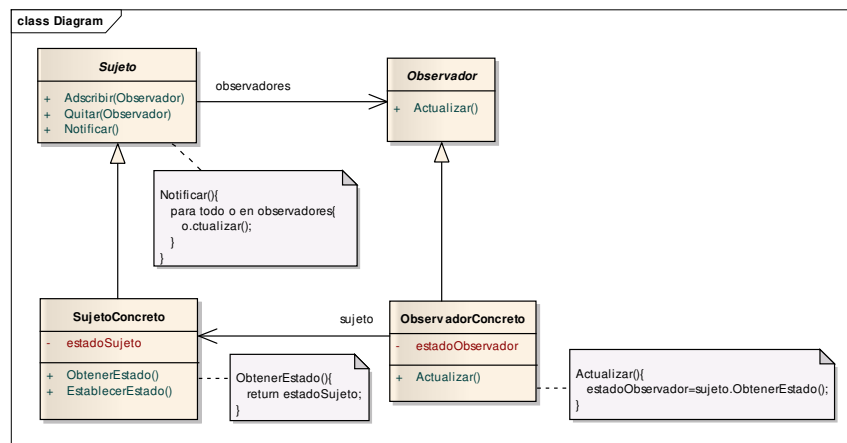 class Diagram
Sujeto
+ Adscribir(Observador)
+ Quitar(Observador)
+ Notificar()
observadores
Observador
+ Actualizar()
Notificar(){
para todo o en observadores{
o.ctualizar();
}
}
SujetoConcreto
- estadoSujeto
+ ObtenerEstado()
+ EstablecerEstado()
sujeto
ObtenerEstado(){
return estadoSujeto;
}
ObservadorConcreto
- estadoObservador
+ Actualizar()
Actualizar(){
estadoObservador=sujeto.ObtenerEstado();
}